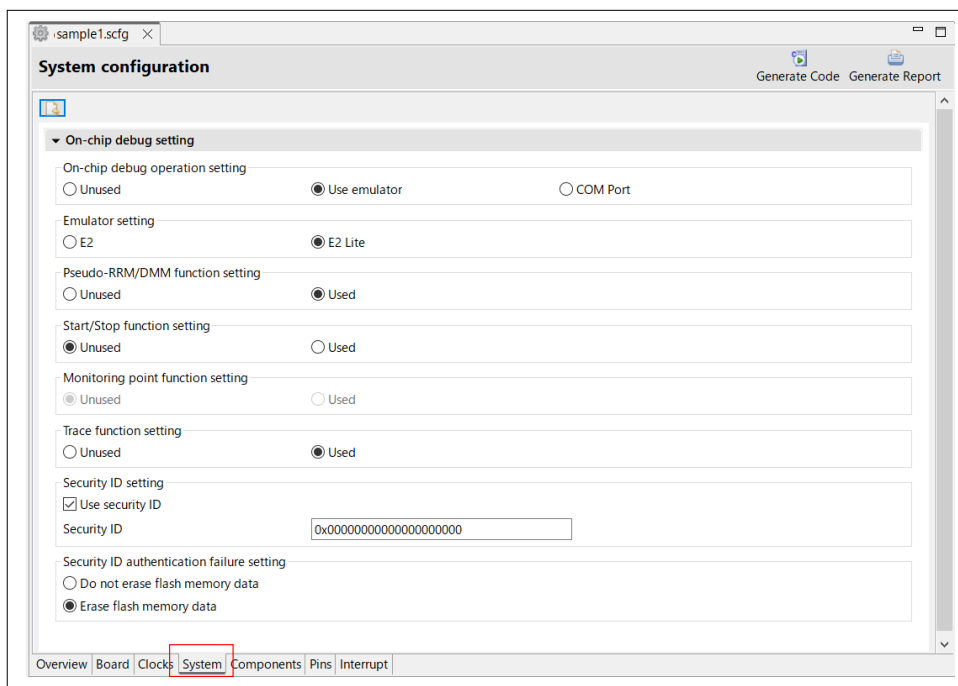 sample1.scfg
System configuration
Generate Code Generate Report
On-chip debug setting
On-chip debug operation setting
Unused Use emulator COM Port
Emulator setting
E2 E2 Lite
Pseudo-RRM/DMM function setting
Unused Used
Start/Stop function setting
Unused Used
Monitoring point function setting
Unused Used
Trace function setting
Unused Used
Security ID setting
Use security ID
Security ID 0x00000000000000000000
Security ID authentication failure setting
Do not erase flash memory data
Erase flash memory data
Overview Board Clocks System Components Pins Interrupt